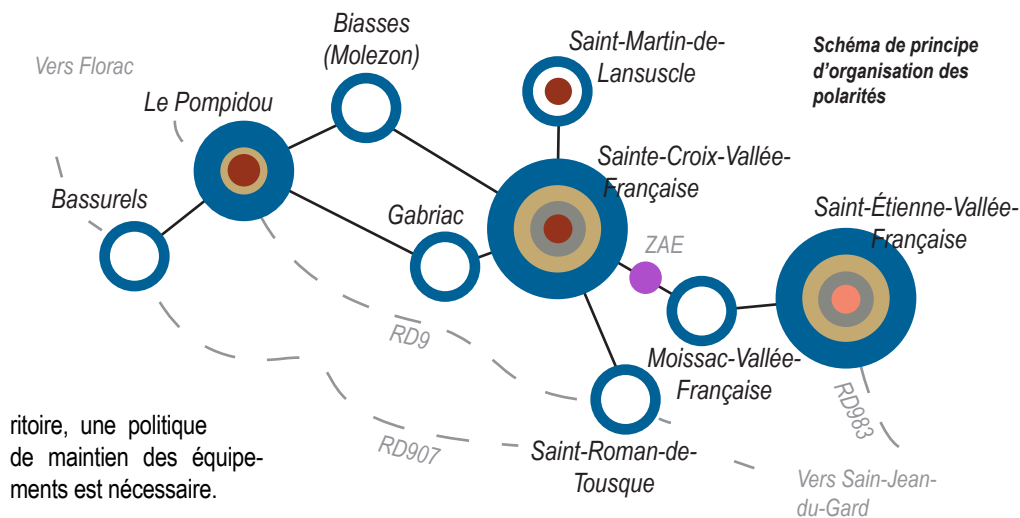 Biasses
(Molezon)
Saint-Martin-de-
Lansuscle
Schéma de principe
d'organisation des
polarités
Vers Florac
Le Pompidou
Sainte-Croix-Vallée-
Française
Bassurels
Gabriac
Saint-Étienne-Vallée-
Française
ZAE
RD9
Moissac-Vallée-
Française
RD983
ritoire, une politique
de maintien des équipe-
ments est nécessaire.
RD907
Saint-Roman-de-
Tousque
Vers Sain-Jean-
du-Gard